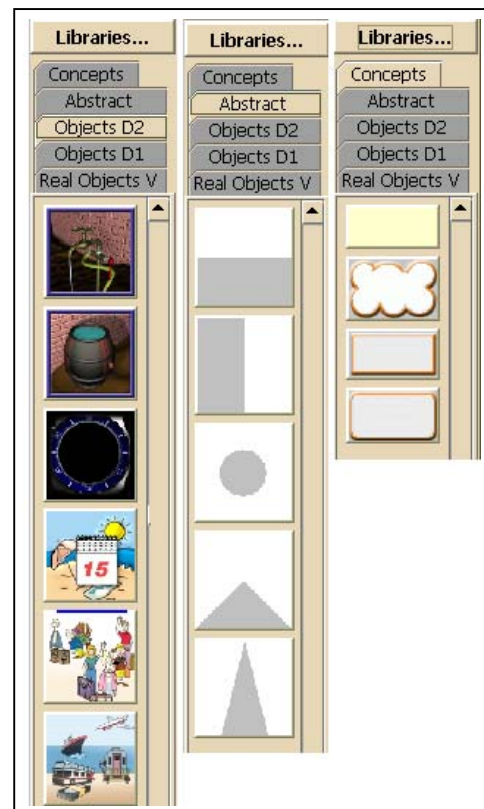 Libraries...
Concepts
Abstract
Objects D2
Objects D1
Real Objects V
15
Libraries...
Concepts
Abstract
Objects D2
Objects D1
Real Objects V
Libraries...
Concepts
Abstract
Objects D2
Objects D1
Real Objects V